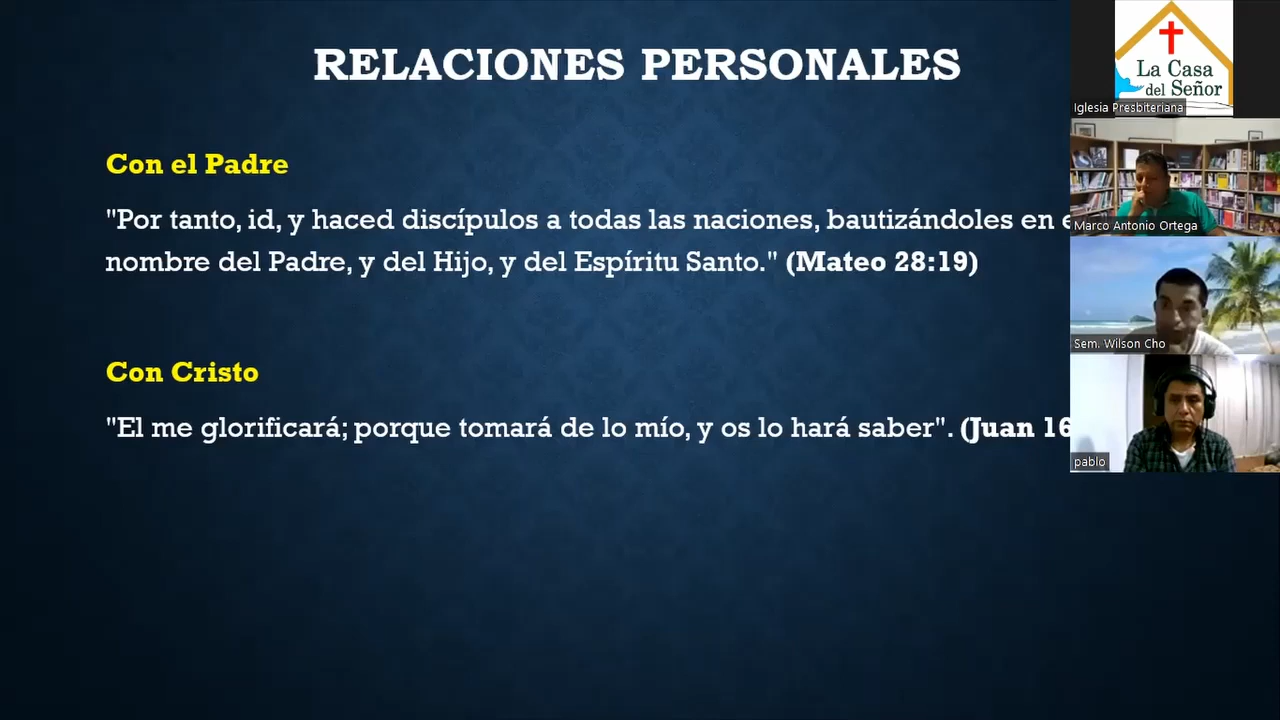 RELACIONES PERSONALES
Con el Padre
"Por tanto, id, y haced discípulos a todas las naciones, bautizándoles en
nombre del Padre, y del Hijo, y del Espíritu Santo." (Mateo 28:19)
Con Cristo
"El me glorificará; porque tomará de lo mío, y os lo hará saber". (Juan 16
La Casa
del Señor
Iglesia Presbiteriana
Marco Antonio Ortega
Sem. Wilson Cho
pablo